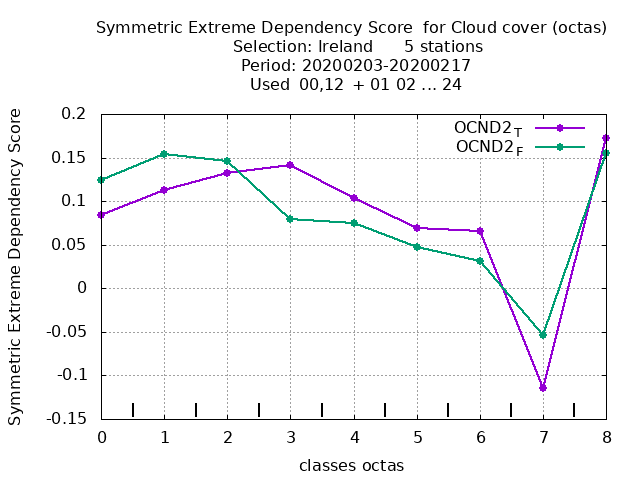 Symmetric Extreme Dependency Score  for Cloud cover (octas)
Selection: Ireland      5 stations
Period: 20200203-20200217
Used  00,12  + 01 02 ... 24
Symmetric Extreme Dependency Score
0.2
0.15
0.1
0.05
0
-0.05
-0.1
-0.15
OCND2T
OCND2F
0 1 2 3 4 5 6 7 8
classes octas